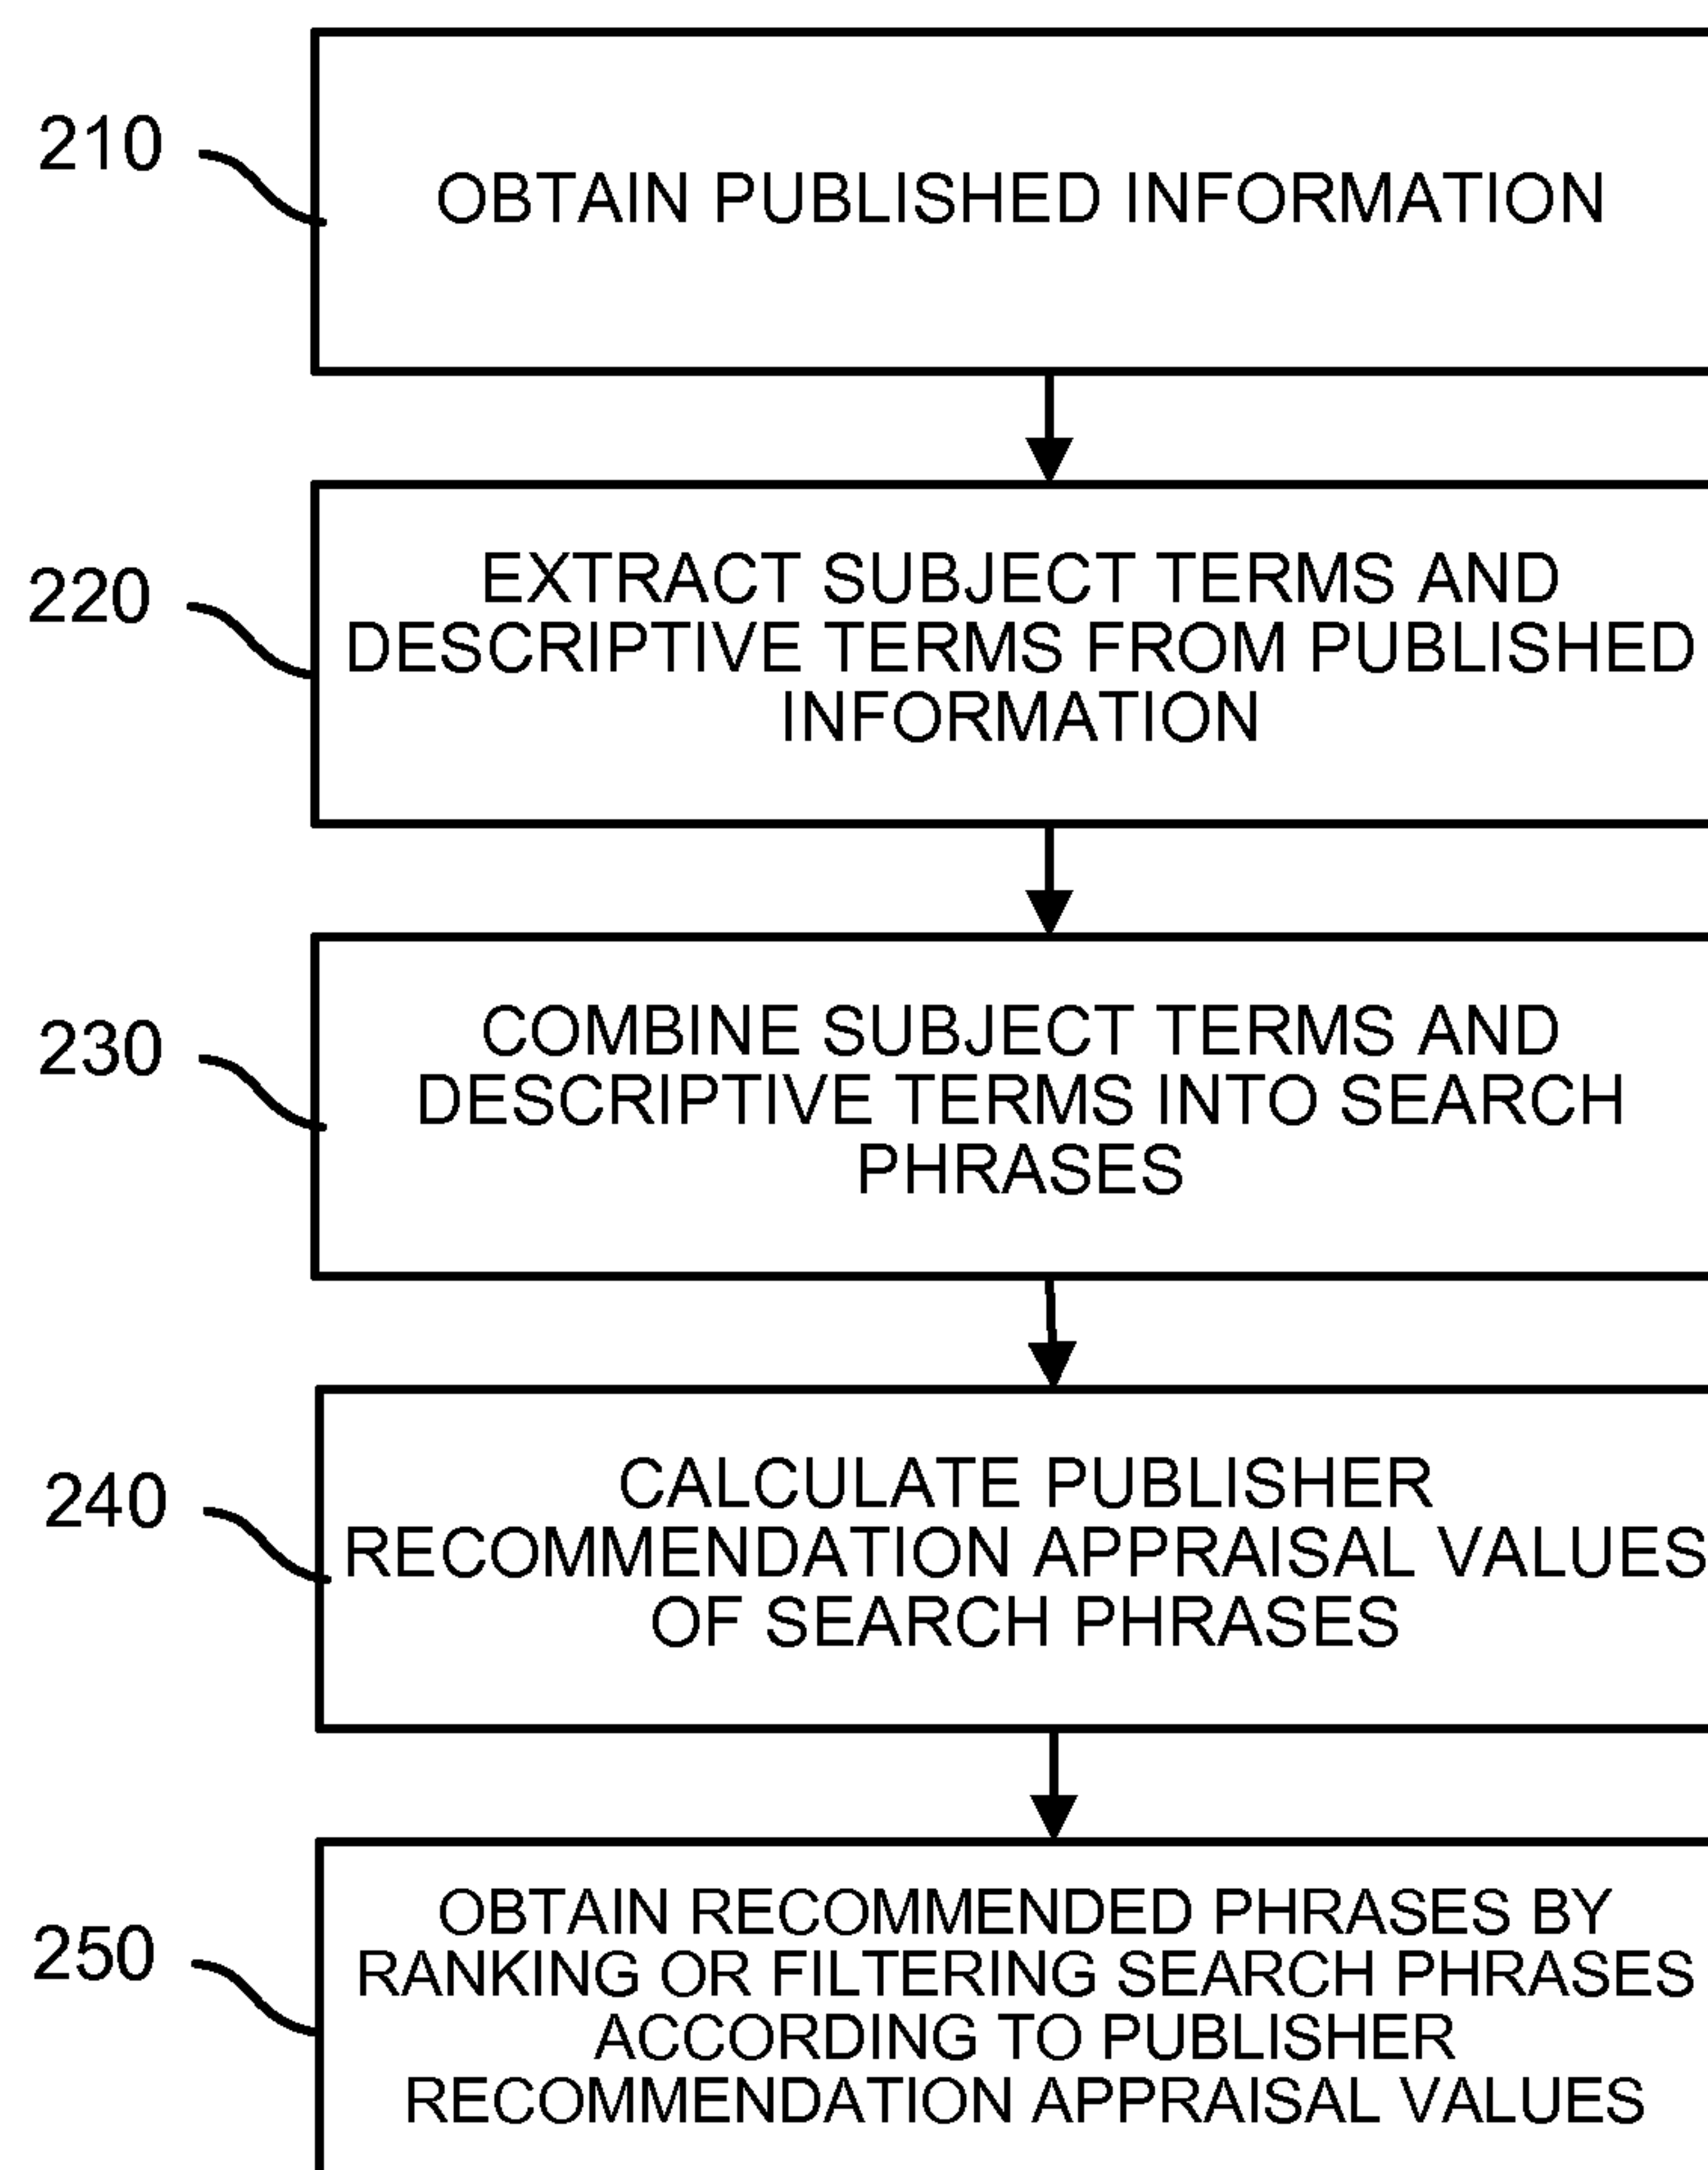 210
OBTAIN PUBLISHED INFORMATION
220
EXTRACT SUBJECT TERMS AND
DESCRIPTIVE TERMS FROM PUBLISHED
INFORMATION
230
COMBINE SUBJECT TERMS AND
DESCRIPTIVE TERMS INTO SEARCH
PHRASES
240
CALCULATE PUBLISHER
RECOMMENDATION APPRAISAL VALUES
OF SEARCH PHRASES
250
OBTAIN RECOMMENDED PHRASES BY
RANKING OR FILTERING SEARCH PHRASES
ACCORDING TO PUBLISHER
RECOMMENDATION APPRAISAL VALUES